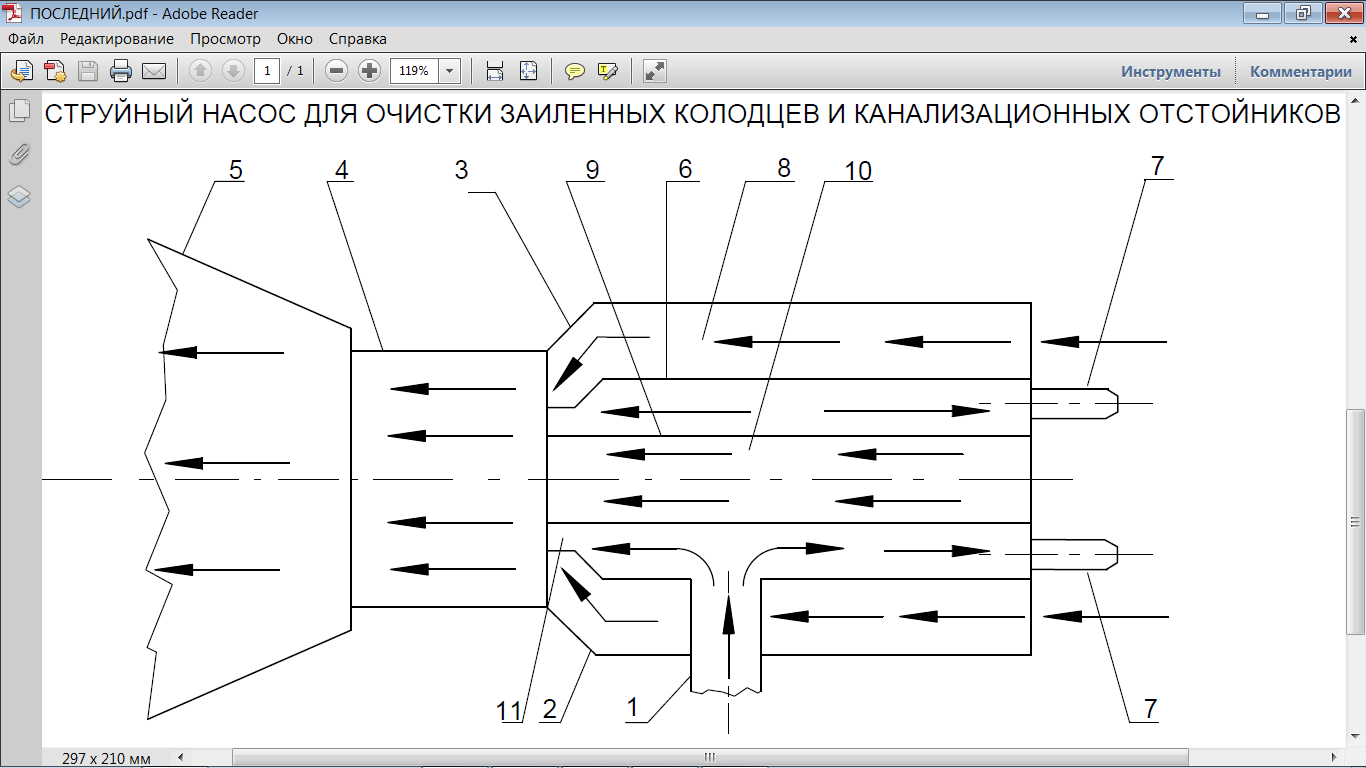 ПОСЛЕДНИЙ.pdf - Adobe Reader
Файл Редактирование Просмотр Окно Справка
1 / 1 119% Инструменты Комментарии
СТРУЙНЫЙ НАСОС ДЛЯ ОЧИСТКИ ЗАИЛЕННЫХ КОЛОДЦЕВ И КАНАЛИЗАЦИОННЫХ ОТСТОЙНИКОВ
5 4 3 9 6 8 10 7
11 2 1 7
297 x 210 мм